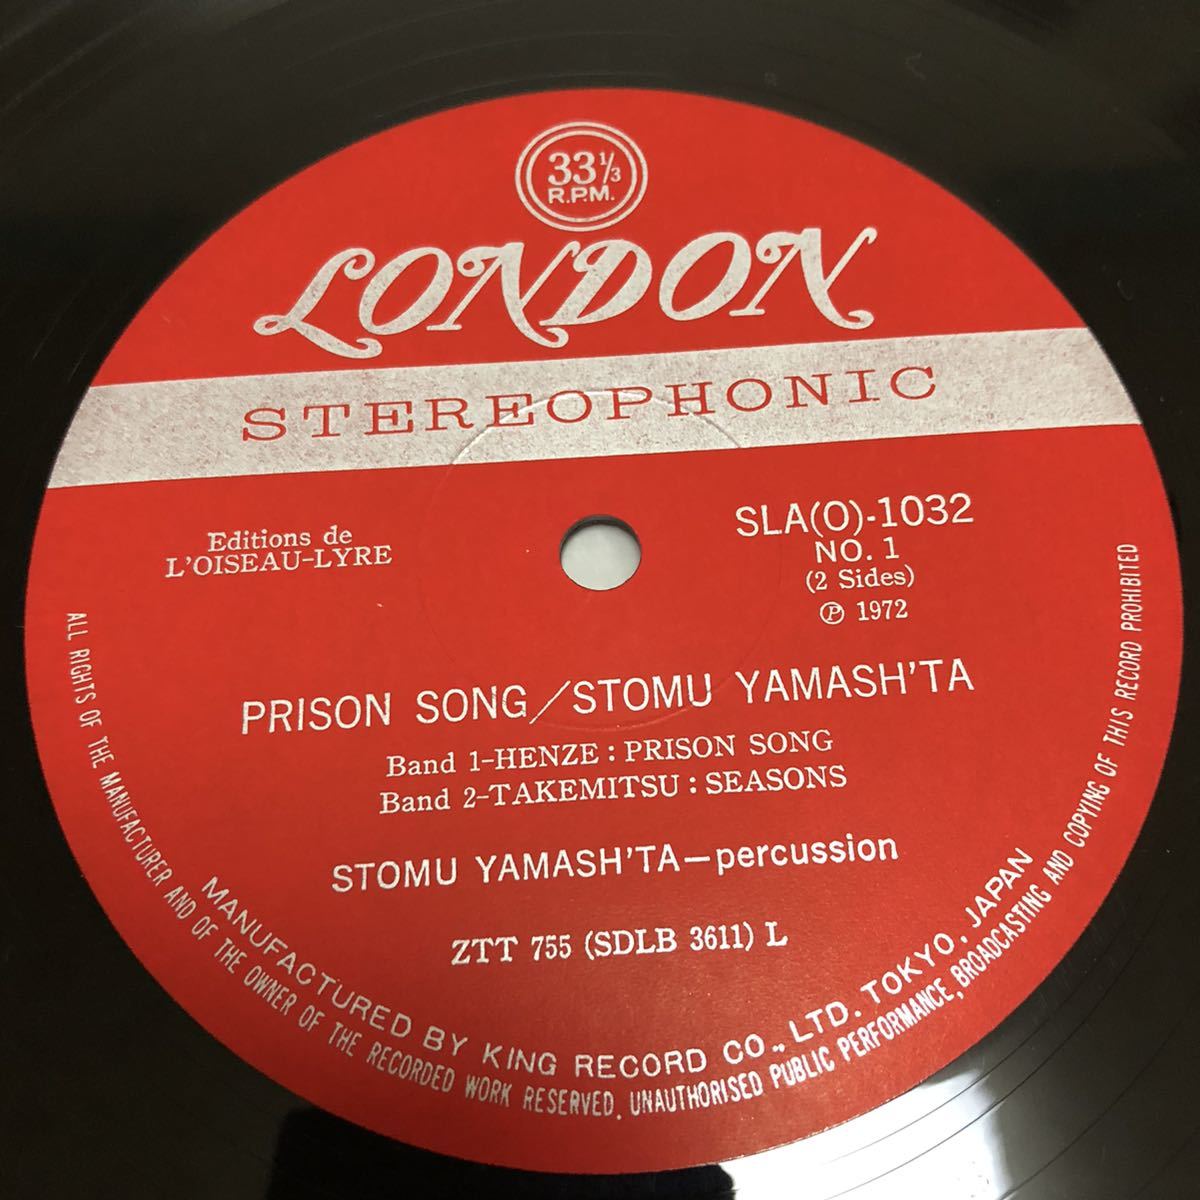 33 1/3
R.P.M.
LONDON
STEREOPHONIC
Editions de
L'OISEAU-LYRE
SLA(O)-1032
NO. 1
(2 Sides)
Ⓟ 1972
PRISON SONG/STOMU YAMASH'TA
Band 1-HENZE : PRISON SONG
Band 2-TAKEMITSU : SEASONS
STOMU YAMASH'TA—percussion
ZTT 755 (SDLB 3611) L
MANUFACTURED BY KING RECORD CO., LTD. TOKYO, JAPAN
ALL RIGHTS OF THE MANUFACTURER AND OF THE OWNER OF THE RECORDED WORK RESERVED. UNAUTHORISED PUBLIC PERFORMANCE, BROADCASTING AND COPYING OF THIS RECORD PROHIBITED